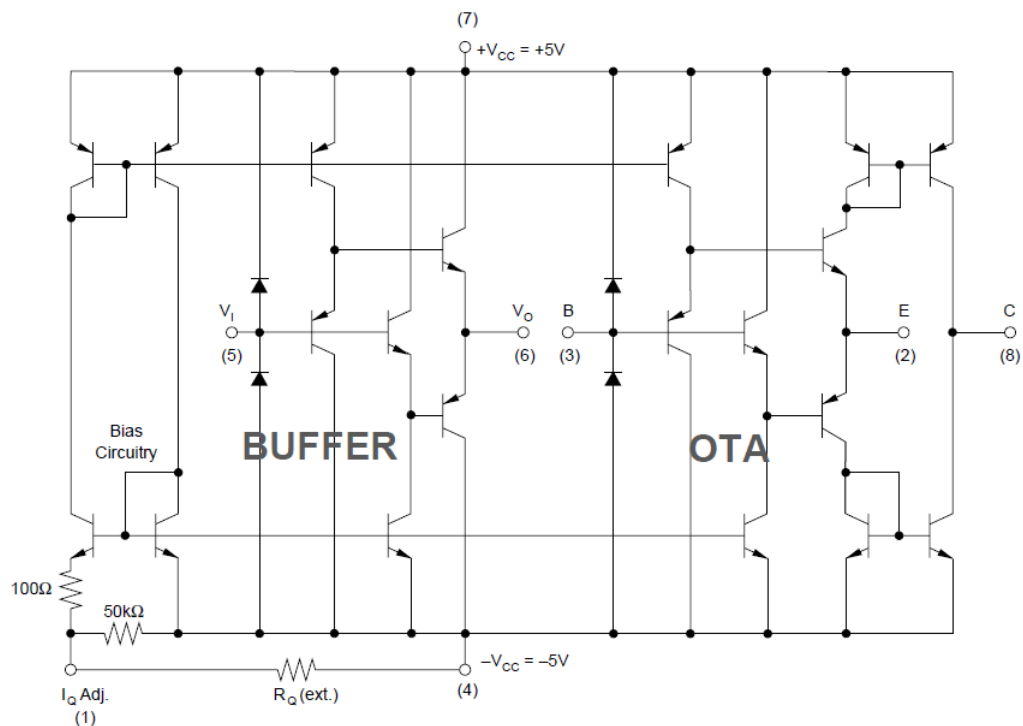 (7)
+VCC = +5V
VI
(5)
VO
(6)
B
(3)
E
(2)
C
(8)
Bias
Circuitry
BUFFER
OTA
100Ω
50kΩ
–VCC = –5V
(4)
RQ (ext.)
IQ Adj.
(1)